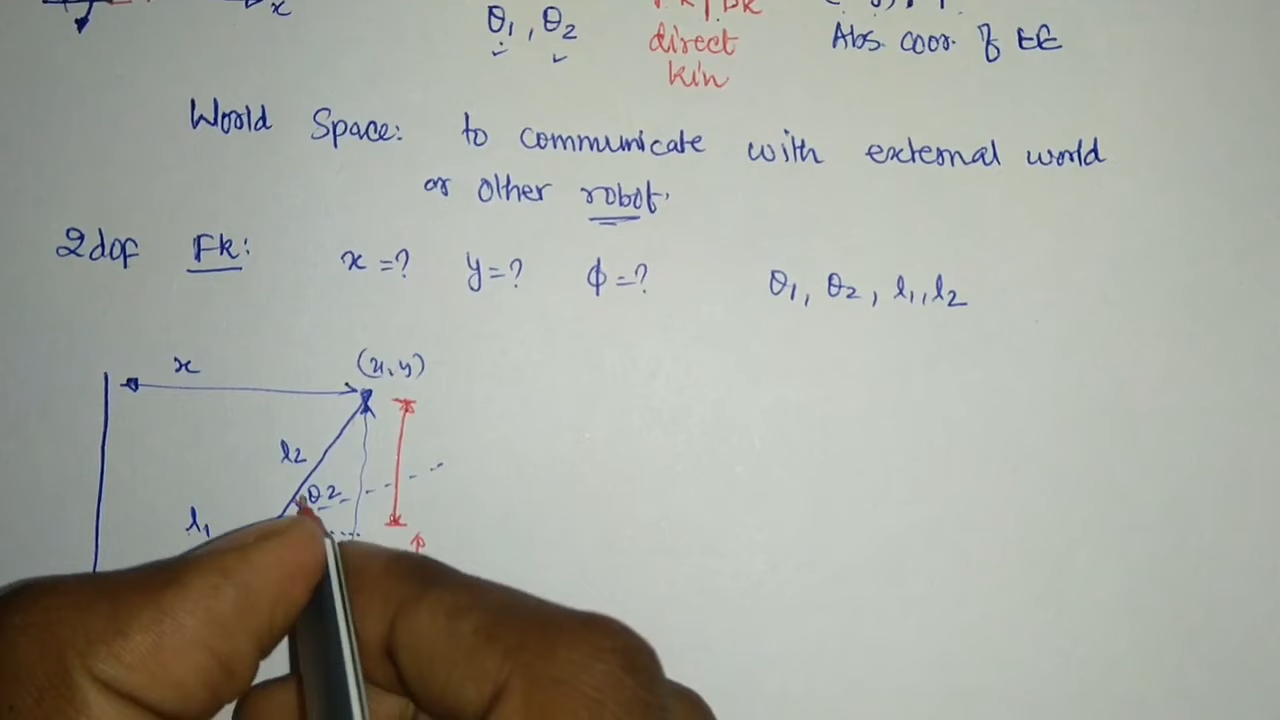 x
θ1, θ2
direct
kin
Abs. coor. of EE
World Space: to communicate with external world
or other robot.
2dof Fk: x=? y=? ϕ=? θ1, θ2, l1, l2
x
(x,y)
l2
θ2
l1